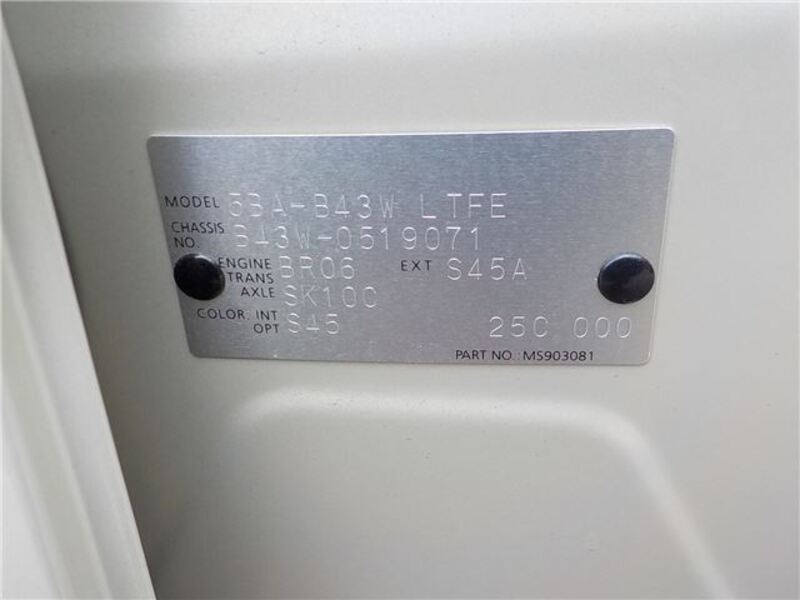 MODEL 5BA-B43W LTFE
CHASSIS NO. B43W-0519071
ENGINE BR06 EXT S45A
TRANS AXLE SK10C
COLOR: INT OPT S45 25C 000
PART NO.: MS903081